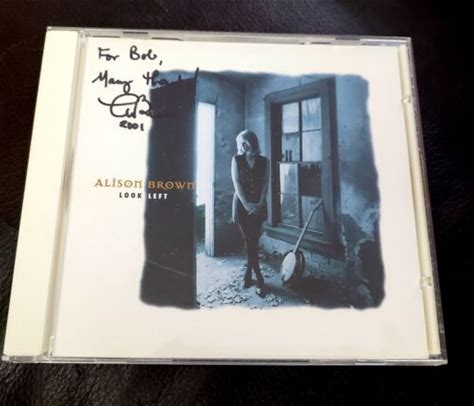 For Bob,
Many Thanks!
2001
ALISON BROWN
LOOK LEFT